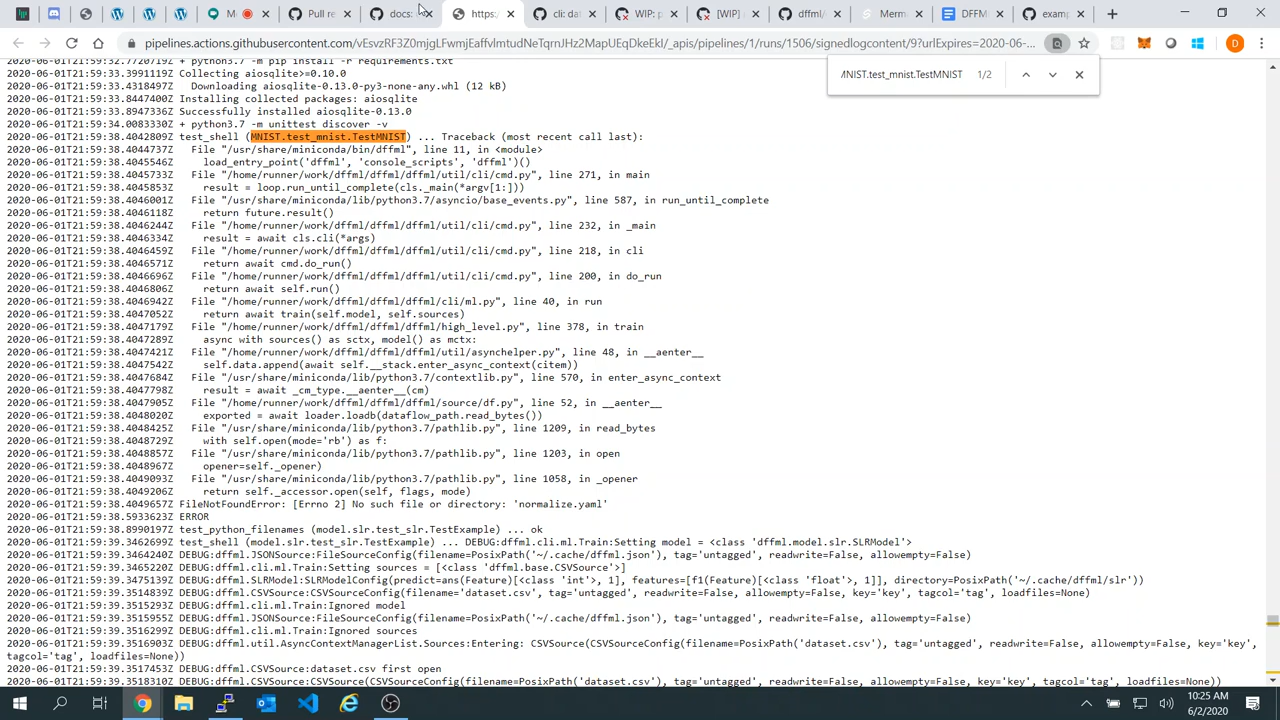 M
Pull re
docs:
https:/
cli: da
WIP: p
[WIP]
dffml/
Merm
DFFM
examp
pipelines.actions.githubusercontent.com/vEsvzRF3Z0mjgLFwmjEaffvlmtudNeTqrnJHz2MapUEqDkeEkI/_apis/pipelines/1/runs/1506/signedlogcontent/9?urlExpires=2020-06-...
D
MNIST.test_mnist.TestMNIST 1/2
2020-06-01T21:59:32.7720719Z + python3.7 -m pip install -r requirements.txt
2020-06-01T21:59:33.3991119Z Collecting aiosqlite>=0.10.0
2020-06-01T21:59:33.4318497Z   Downloading aiosqlite-0.13.0-py3-none-any.whl (12 kB)
2020-06-01T21:59:33.8447400Z Installing collected packages: aiosqlite
2020-06-01T21:59:33.8947336Z Successfully installed aiosqlite-0.13.0
2020-06-01T21:59:34.0083330Z + python3.7 -m unittest discover -v
2020-06-01T21:59:38.4042809Z test_shell (MNIST.test_mnist.TestMNIST) ... Traceback (most recent call last):
2020-06-01T21:59:38.4044737Z   File "/usr/share/miniconda/bin/dffml", line 11, in <module>
2020-06-01T21:59:38.4045546Z     load_entry_point('dffml', 'console_scripts', 'dffml')()
2020-06-01T21:59:38.4045733Z   File "/home/runner/work/dffml/dffml/dffml/util/cli/cmd.py", line 271, in main
2020-06-01T21:59:38.4045853Z     result = loop.run_until_complete(cls._main(*argv[1:]))
2020-06-01T21:59:38.4046001Z   File "/usr/share/miniconda/lib/python3.7/asyncio/base_events.py", line 587, in run_until_complete
2020-06-01T21:59:38.4046118Z     return future.result()
2020-06-01T21:59:38.4046244Z   File "/home/runner/work/dffml/dffml/dffml/util/cli/cmd.py", line 232, in _main
2020-06-01T21:59:38.4046334Z     result = await cls.cli(*args)
2020-06-01T21:59:38.4046459Z   File "/home/runner/work/dffml/dffml/dffml/util/cli/cmd.py", line 218, in cli
2020-06-01T21:59:38.4046571Z     return await cmd.do_run()
2020-06-01T21:59:38.4046696Z   File "/home/runner/work/dffml/dffml/dffml/util/cli/cmd.py", line 200, in do_run
2020-06-01T21:59:38.4046806Z     return await self.run()
2020-06-01T21:59:38.4046942Z   File "/home/runner/work/dffml/dffml/dffml/cli/ml.py", line 40, in run
2020-06-01T21:59:38.4047052Z     return await train(self.model, self.sources)
2020-06-01T21:59:38.4047179Z   File "/home/runner/work/dffml/dffml/dffml/high_level.py", line 378, in train
2020-06-01T21:59:38.4047289Z     async with sources() as sctx, model() as mctx:
2020-06-01T21:59:38.4047421Z   File "/home/runner/work/dffml/dffml/dffml/util/asynchelper.py", line 48, in __aenter__
2020-06-01T21:59:38.4047542Z     self.data.append(await self.__stack.enter_async_context(citem))
2020-06-01T21:59:38.4047684Z   File "/usr/share/miniconda/lib/python3.7/contextlib.py", line 570, in enter_async_context
2020-06-01T21:59:38.4047798Z     result = await _cm_type.__aenter__(cm)
2020-06-01T21:59:38.4047905Z   File "/home/runner/work/dffml/dffml/dffml/source/df.py", line 52, in __aenter__
2020-06-01T21:59:38.4048020Z     exported = await loader.loadb(dataflow_path.read_bytes())
2020-06-01T21:59:38.4048425Z   File "/usr/share/miniconda/lib/python3.7/pathlib.py", line 1209, in read_bytes
2020-06-01T21:59:38.4048729Z     with self.open(mode='rb') as f:
2020-06-01T21:59:38.4048857Z   File "/usr/share/miniconda/lib/python3.7/pathlib.py", line 1203, in open
2020-06-01T21:59:38.4048967Z     opener=self._opener)
2020-06-01T21:59:38.4049093Z   File "/usr/share/miniconda/lib/python3.7/pathlib.py", line 1058, in _opener
2020-06-01T21:59:38.4049206Z     return self._accessor.open(self, flags, mode)
2020-06-01T21:59:38.4049657Z FileNotFoundError: [Errno 2] No such file or directory: 'normalize.yaml'
2020-06-01T21:59:38.5933623Z ERROR
2020-06-01T21:59:38.8990197Z test_python_filenames (model.slr.test_slr.TestExample) ... ok
2020-06-01T21:59:39.3462699Z test_shell (model.slr.test_slr.TestExample) ... DEBUG:dffml.cli.ml.Train:Setting model = <class 'dffml.model.slr.SLRModel'>
2020-06-01T21:59:39.3464240Z DEBUG:dffml.JSONSource:FileSourceConfig(filename=PosixPath('~/.cache/dffml.json'), tag='untagged', readwrite=False, allowempty=False)
2020-06-01T21:59:39.3465220Z DEBUG:dffml.cli.ml.Train:Setting sources = [<class 'dffml.base.CSVSource'>]
2020-06-01T21:59:39.3475139Z DEBUG:dffml.SLRModel:SLRModelConfig(predict=ans(Feature)[<class 'int'>, 1], features=[f1(Feature)[<class 'float'>, 1]], directory=PosixPath('~/.cache/dffml/slr'))
2020-06-01T21:59:39.3514839Z DEBUG:dffml.CSVSource:CSVSourceConfig(filename='dataset.csv', tag='untagged', readwrite=False, allowempty=False, key='key', tagcol='tag', loadfiles=None)
2020-06-01T21:59:39.3515293Z DEBUG:dffml.cli.ml.Train:Ignored model
2020-06-01T21:59:39.3515955Z DEBUG:dffml.JSONSource:FileSourceConfig(filename=PosixPath('~/.cache/dffml.json'), tag='untagged', readwrite=False, allowempty=False)
2020-06-01T21:59:39.3516299Z DEBUG:dffml.cli.ml.Train:Ignored sources
2020-06-01T21:59:39.3516903Z DEBUG:dffml.util.AsyncContextManagerList.Sources:Entering: CSVSource(CSVSourceConfig(filename=PosixPath('dataset.csv'), tag='untagged', readwrite=False, allowempty=False, key='key',
tagcol='tag', loadfiles=None))
2020-06-01T21:59:39.3517453Z DEBUG:dffml.CSVSource:dataset.csv first open
2020-06-01T21:59:39.3518310Z DEBUG:dffml.CSVSource:CSVSource(CSVSourceConfig(filename=PosixPath('dataset.csv'), tag='untagged', readwrite=False, allowempty=False, key='key', tagcol='tag', loadfiles=None))
10:25 AM
6/2/2020